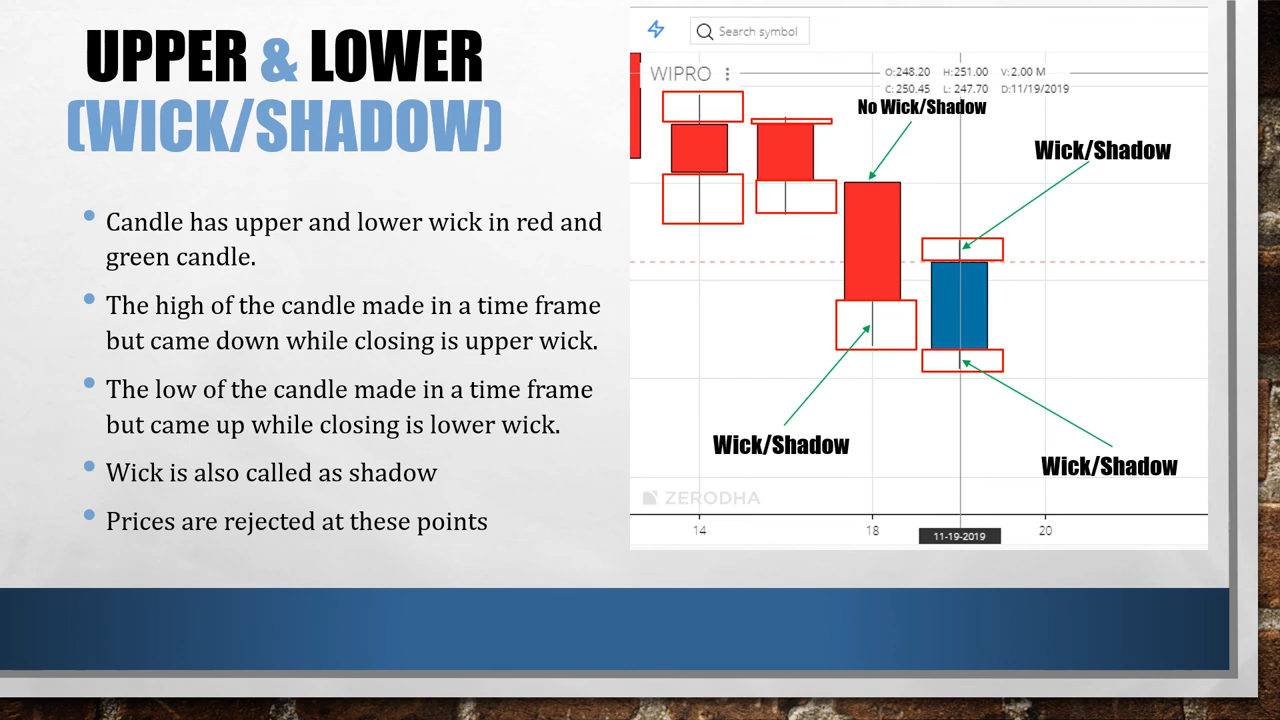 UPPER & LOWER
(WICK/SHADOW)
Candle has upper and lower wick in red and
green candle.
The high of the candle made in a time frame
but came down while closing is upper wick.
The low of the candle made in a time frame
but came up while closing is lower wick.
Wick is also called as shadow
Prices are rejected at these points
Search symbol
WIPRO
O:248.20 H:251.00 V:2.00 M
C: 250.45 L: 247.70 D:11/19/2019
No Wick/Shadow
Wick/Shadow
Wick/Shadow
Wick/Shadow
ZERODHA
14 18 20
11-19-2019